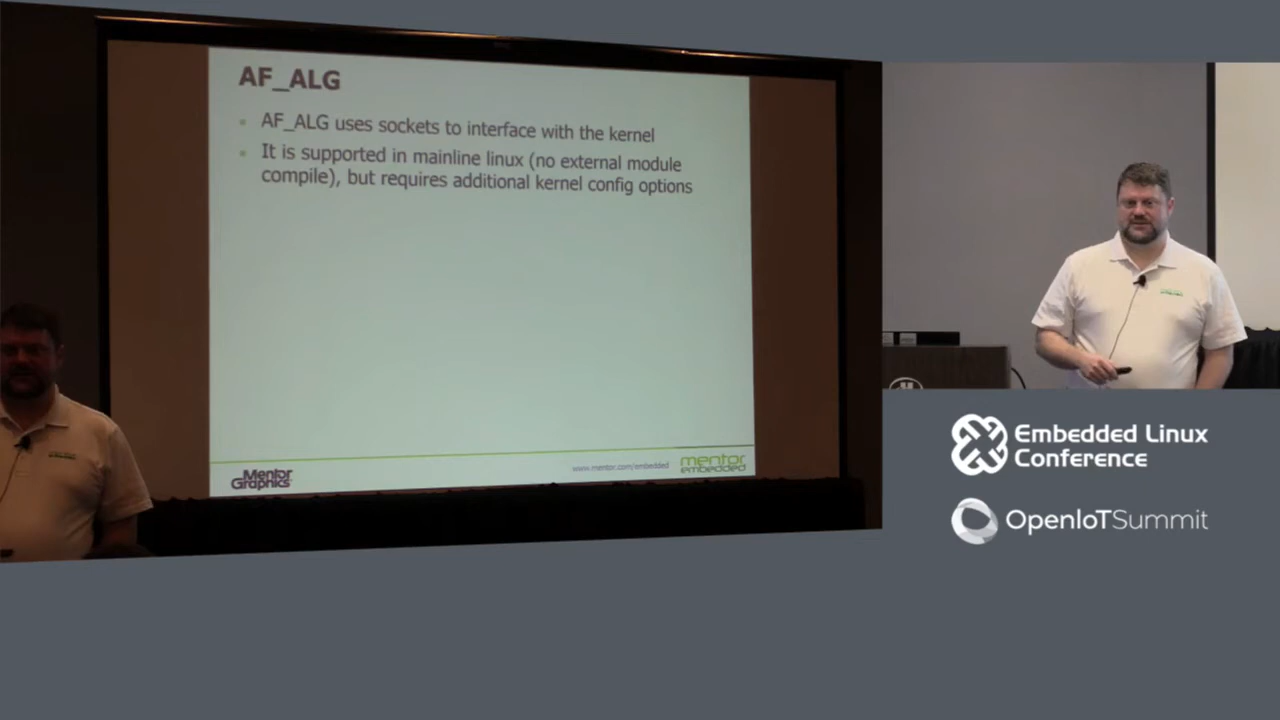 AF_ALG
AF_ALG uses sockets to interface with the kernel
It is supported in mainline linux (no external module
compile), but requires additional kernel config options
Mentor
Graphics
www.mentor.com/embedded
mentor
embedded
Embedded Linux
Conference
OpenIoTSummit